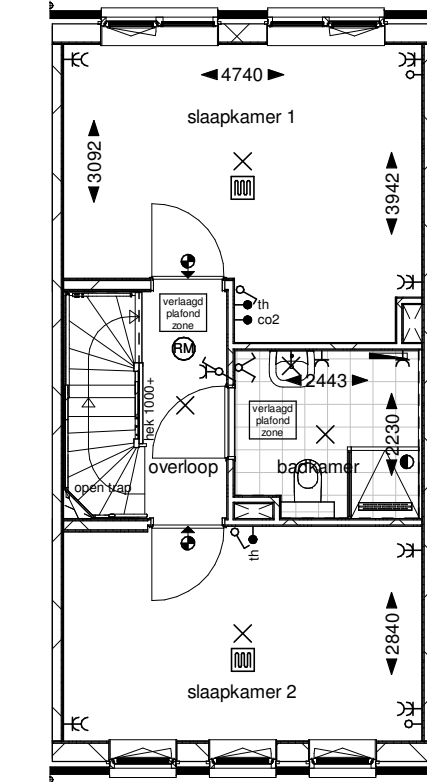 4740
slaapkamer 1
3092
3942
verlaagd
plafond
zone
th
co2
RM
2443
hek 1000+
verlaagd
plafond
zone
2230
overloop
badkamer
open trap
th
2840
slaapkamer 2